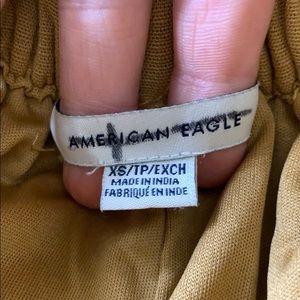 AMERICAN EAGLE
XS/TP/EXCH
MADE IN INDIA
FABRIQUÉ EN INDE